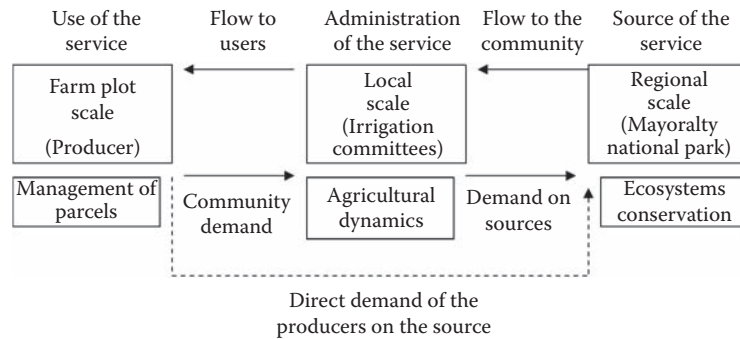 Use of the
service
Flow to
users
Administration
of the service
Flow to the
community
Source of the
service
Farm plot
scale
(Producer)
Local
scale
(Irrigation
committees)
Regional
scale
(Mayoralty
national park)
Management of
parcels
Community
demand
Agricultural
dynamics
Demand on
sources
Ecosystems
conservation
Direct demand of the
producers on the source